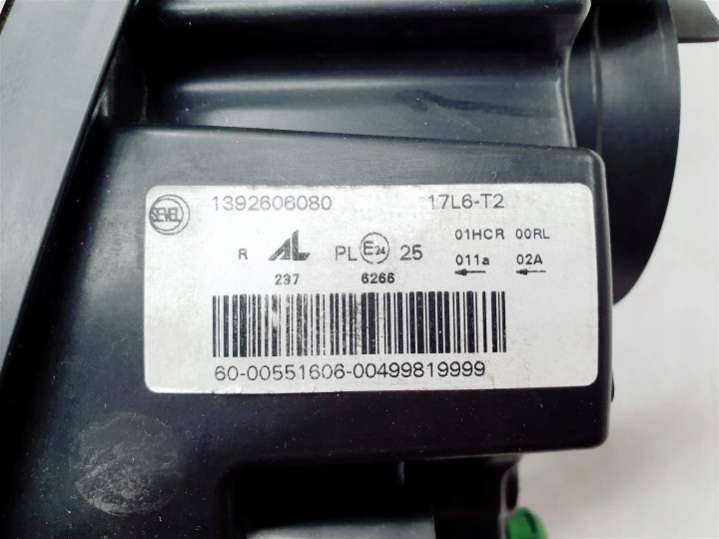 SEVEL 1392606080 17L6-T2
R AL PL E24 25 01HCR 00RL
237 6266 011a 02A
60-00551606-00499819999